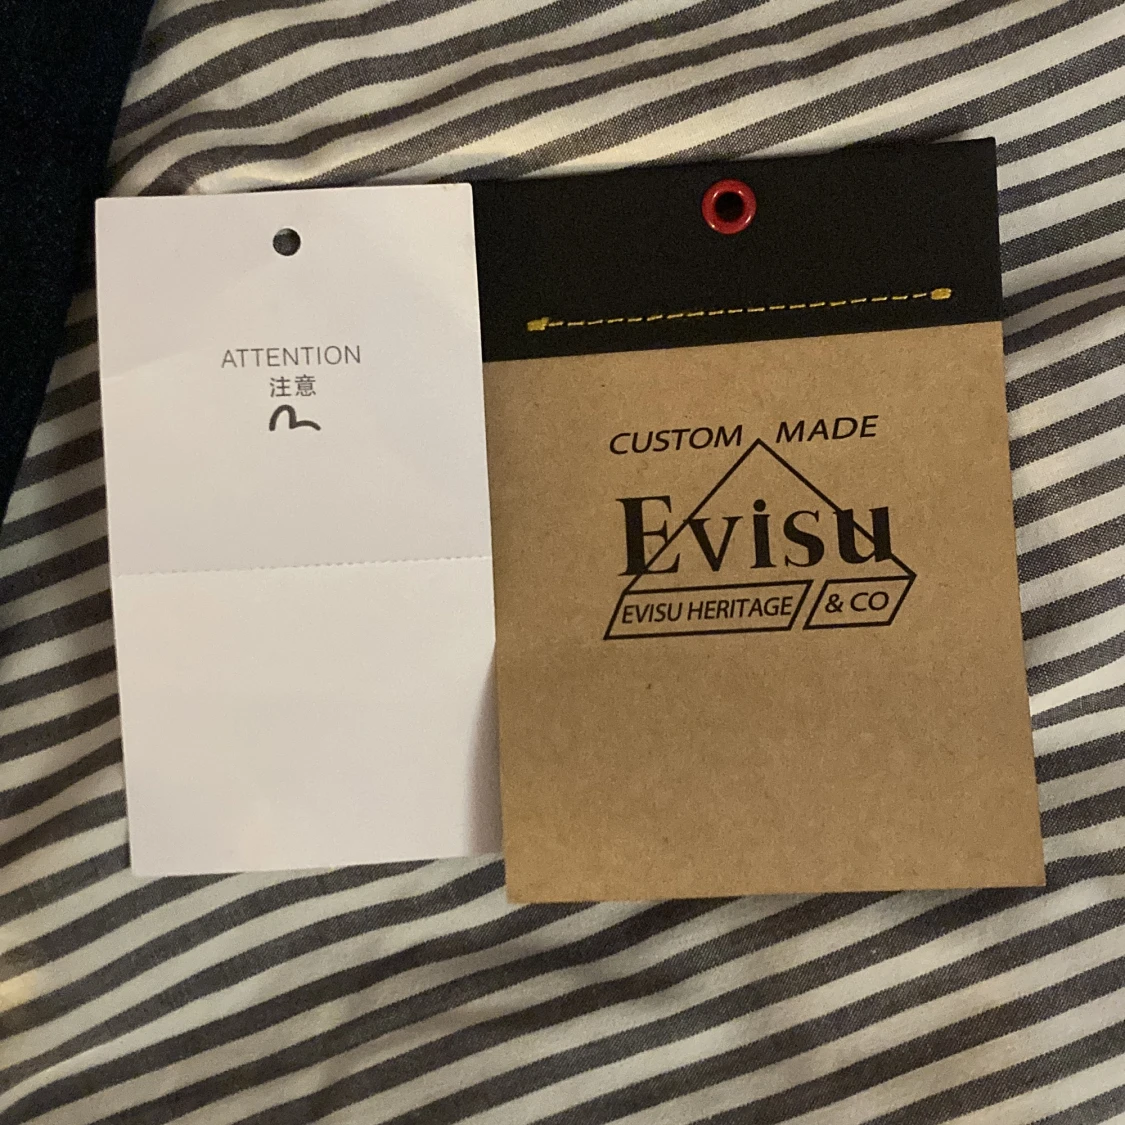 ATTENTION
注意
CUSTOM MADE
Evisu
EVISU HERITAGE & CO